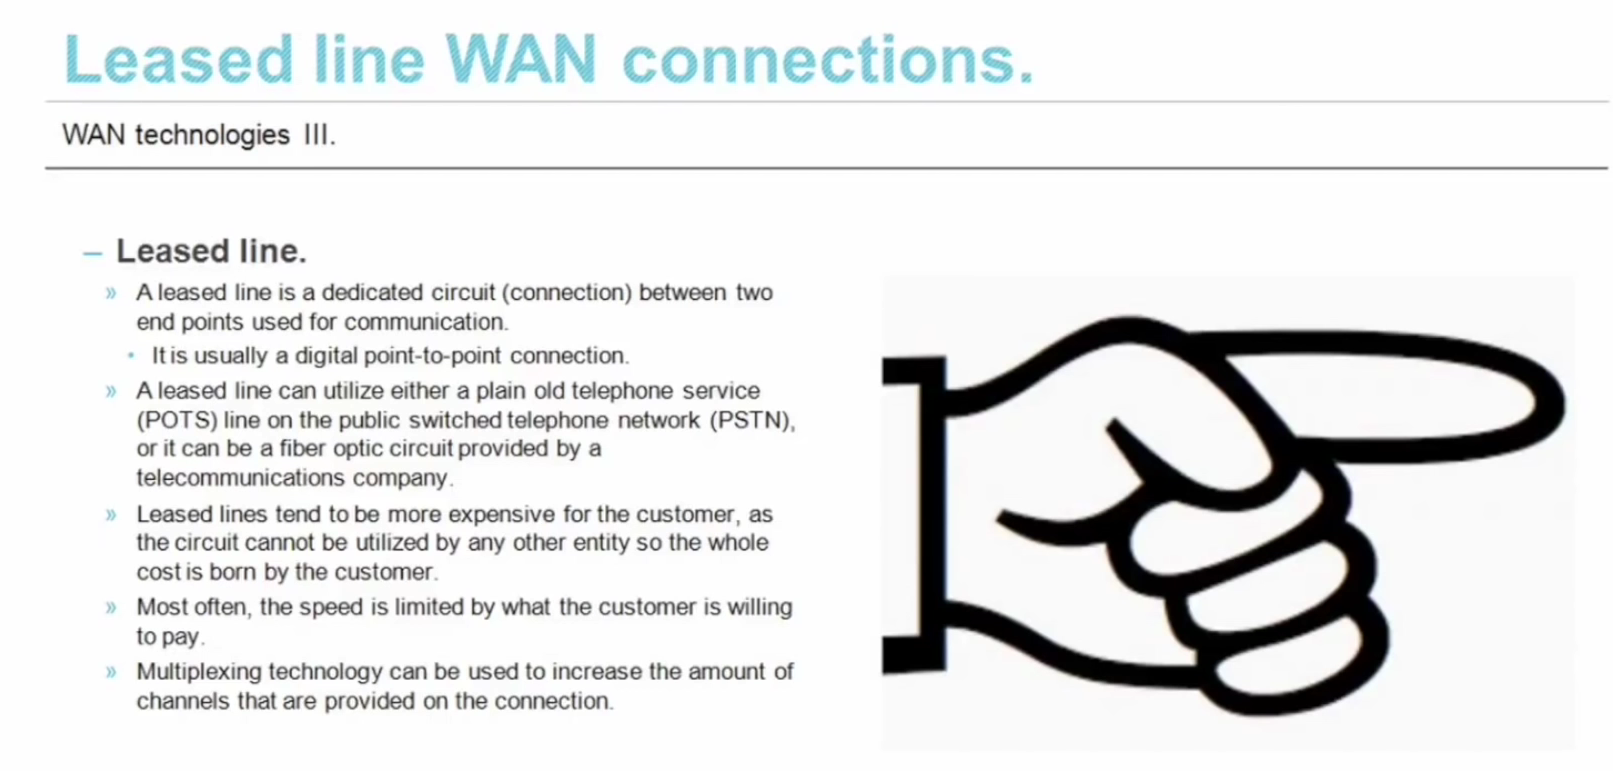 Leased line WAN connections.
WAN technologies III.
– Leased line.
» A leased line is a dedicated circuit (connection) between two
end points used for communication.
• It is usually a digital point-to-point connection.
» A leased line can utilize either a plain old telephone service
(POTS) line on the public switched telephone network (PSTN),
or it can be a fiber optic circuit provided by a
telecommunications company.
» Leased lines tend to be more expensive for the customer, as
the circuit cannot be utilized by any other entity so the whole
cost is born by the customer.
» Most often, the speed is limited by what the customer is willing
to pay.
» Multiplexing technology can be used to increase the amount of
channels that are provided on the connection.